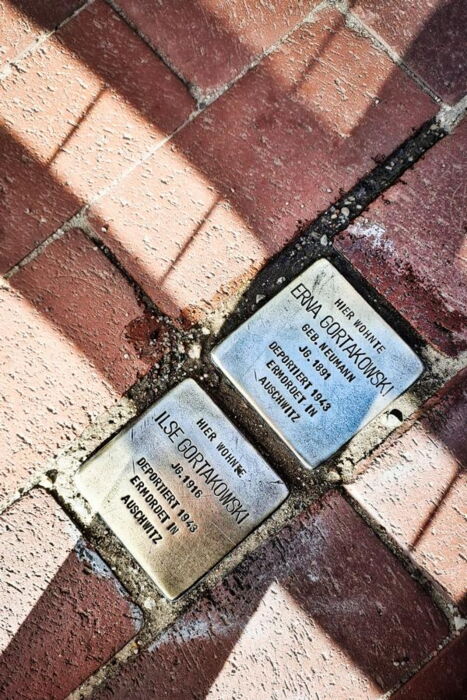 HIER WOHNTE
ERNA GORTAKOWSKI
GEB. NEUMANN
JG. 1891
DEPORTIERT 1943
ERMORDET IN
AUSCHWITZ
HIER WOHNTE
ILSE GORTAKOWSKI
JG. 1916
DEPORTIERT 1943
ERMORDET IN
AUSCHWITZ